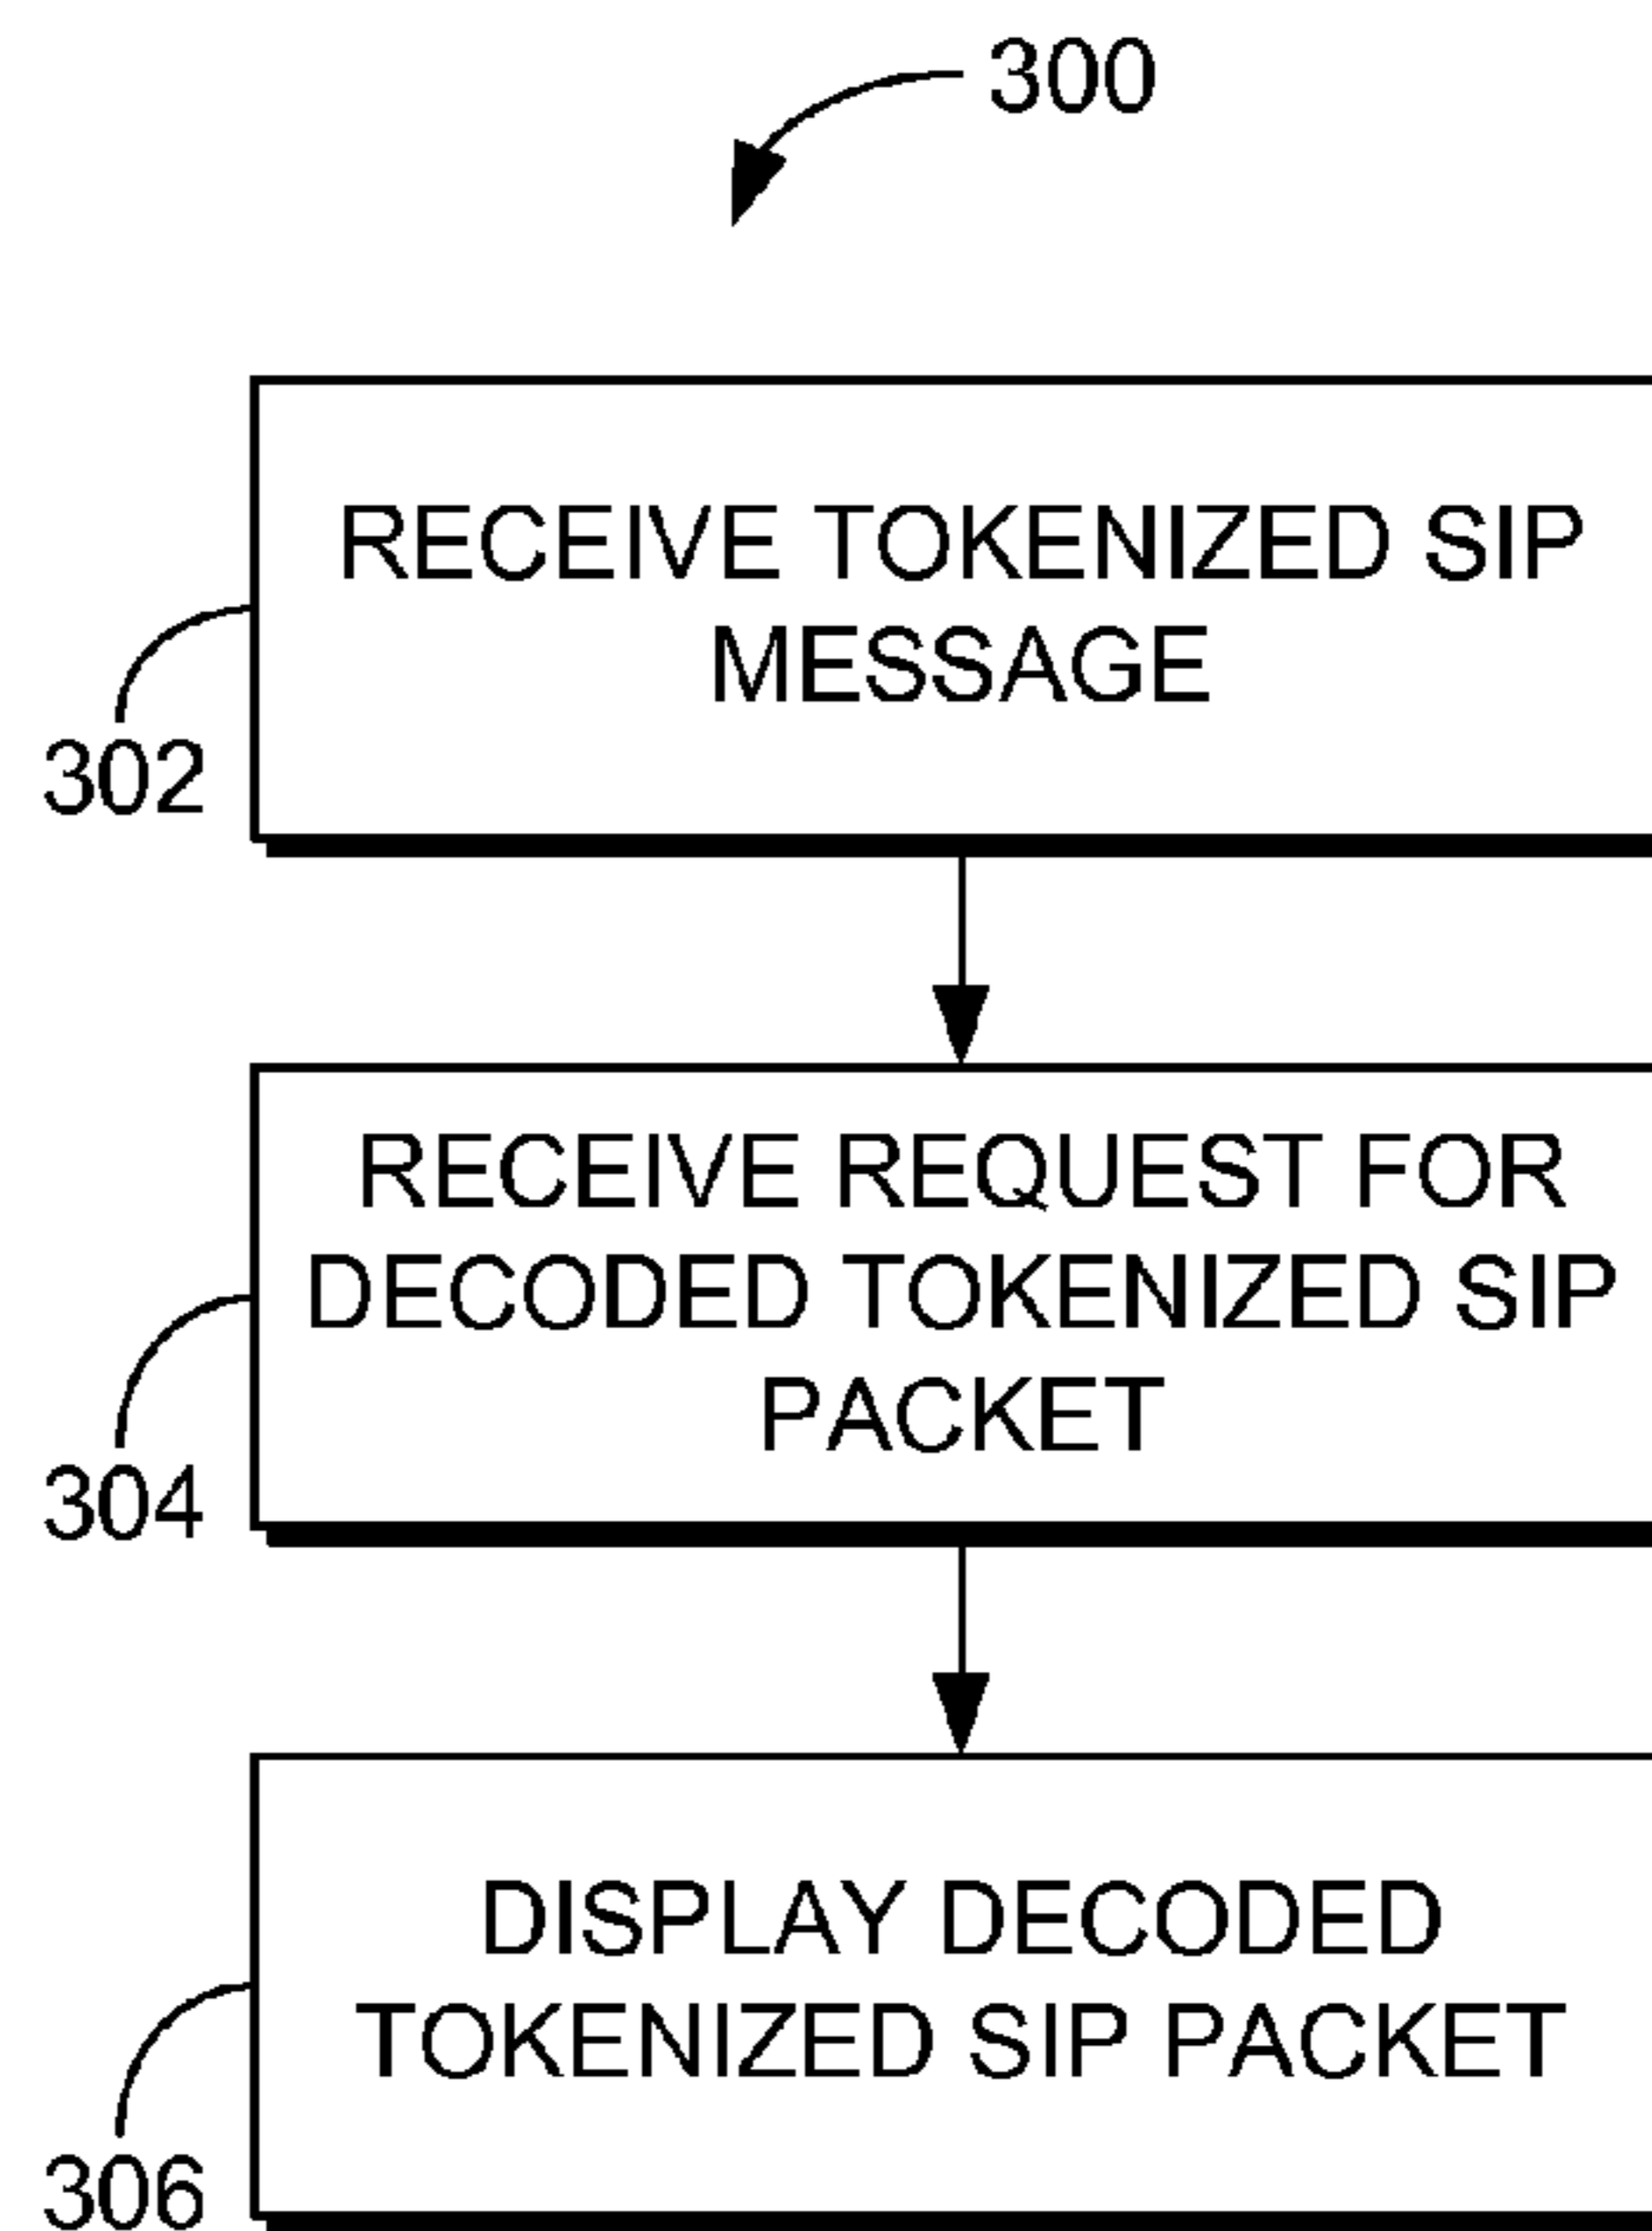 300
RECEIVE TOKENIZED SIP
MESSAGE
302
RECEIVE REQUEST FOR
DECODED TOKENIZED SIP
PACKET
304
DISPLAY DECODED
TOKENIZED SIP PACKET
306